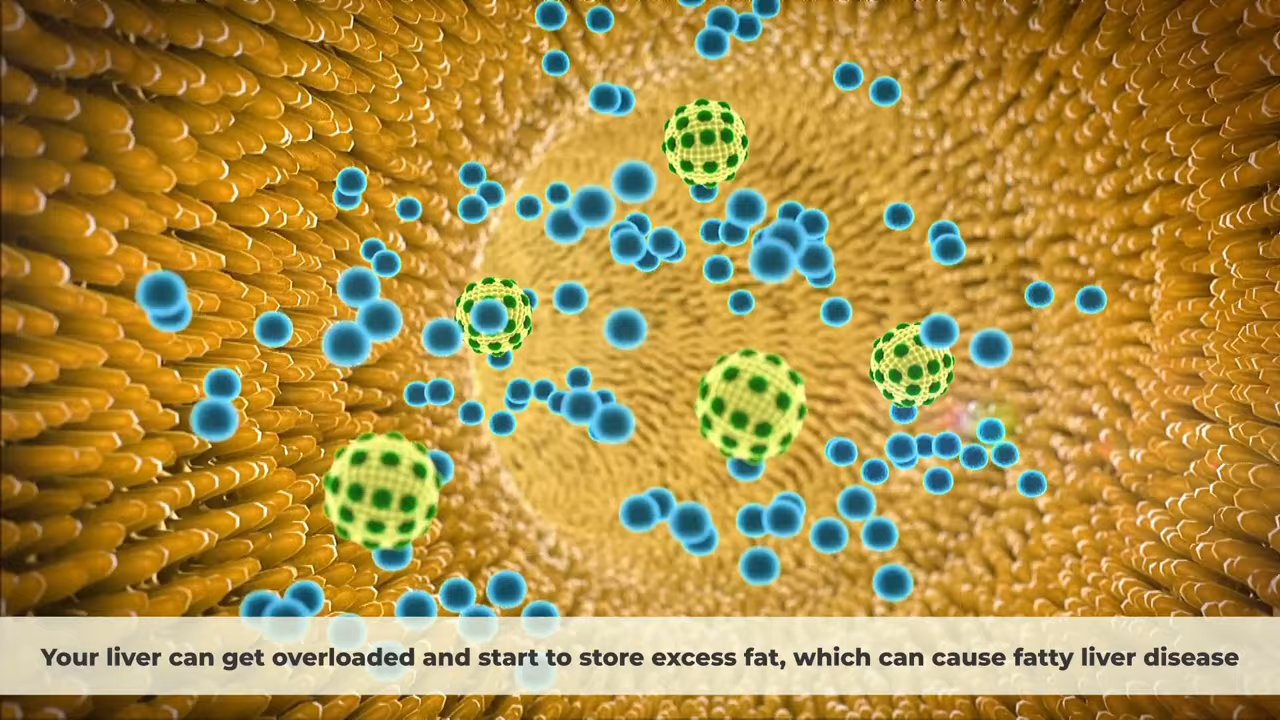 Your liver can get overloaded and start to store excess fat, which can cause fatty liver disease